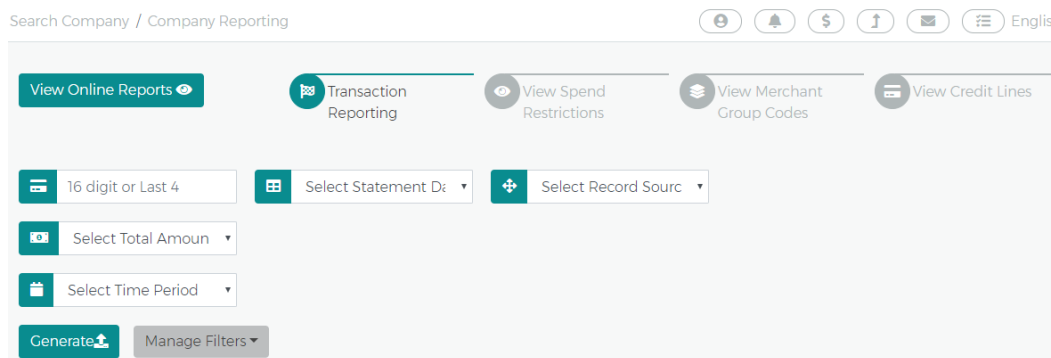 Search Company / Company Reporting
$
Englis
View Online Reports
Transaction
Reporting
View Spend
Restrictions
View Merchant
Group Codes
View Credit Lines
16 digit or Last 4
Select Statement Da
Select Record Sourc
Select Total Amoun
Select Time Period
Generate
Manage Filters